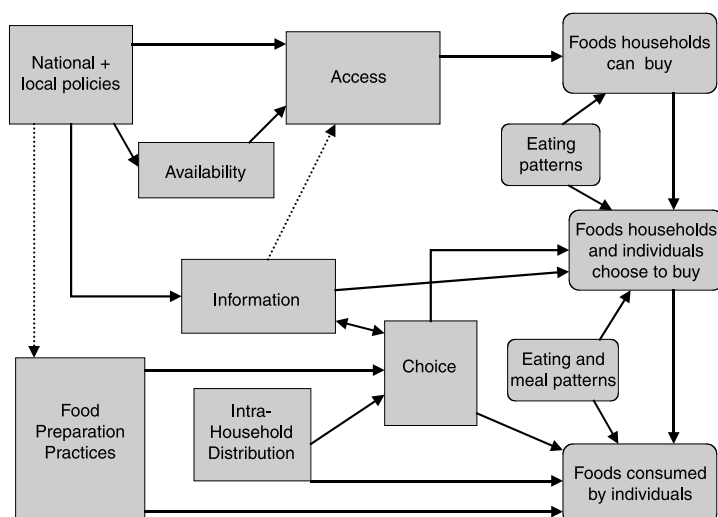 National +
local policies
Access
Foods households
can buy
Availability
Eating
patterns
Foods households
and individuals
choose to buy
Information
Choice
Eating and
meal patterns
Food
Preparation
Practices
Intra-
Household
Distribution
Foods consumed
by individuals